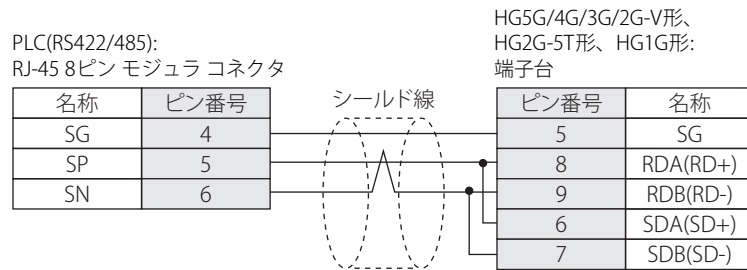 HG5G/4G/3G/2G-V形、
PLC(RS422/485): HG2G-5T形、HG1G形:
RJ-45 8ピン モジュラ コネクタ 端子台
名称 ピン番号 シールド線 ピン番号 名称
SG 4 5 SG
SP 5 8 RDA(RD+)
SN 6 9 RDB(RD-)
6 SDA(SD+)
7 SDB(SD-)